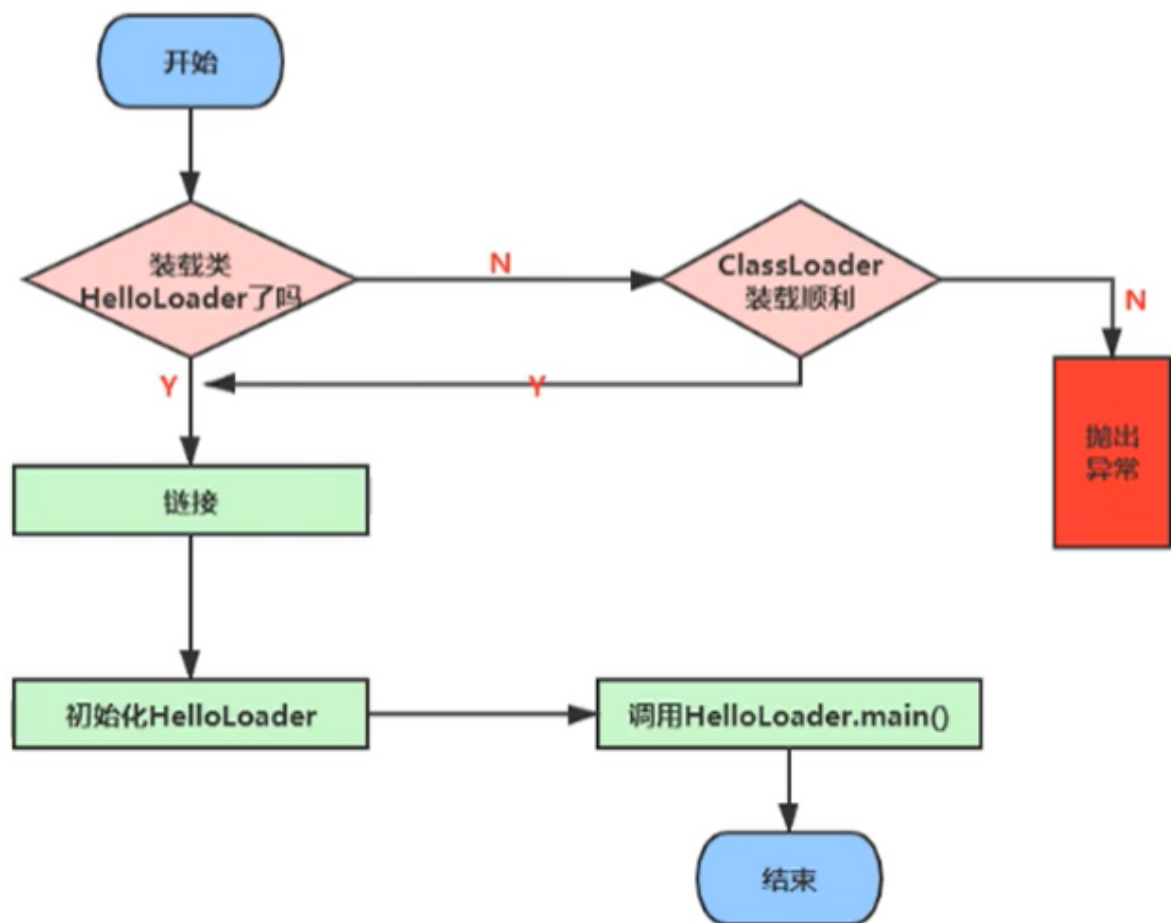 开始
装载类
HelloLoader了吗
N
ClassLoader
装载顺利
N
Y
Y
抛出
异常
链接
初始化HelloLoader
调用HelloLoader.main()
结束